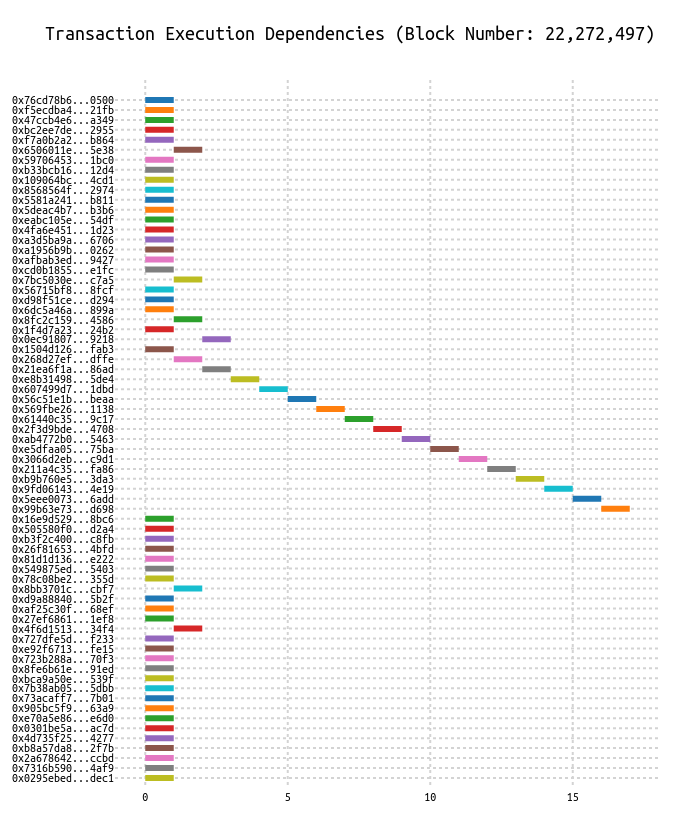 Transaction Execution Dependencies (Block Number: 22,272,497)
0x76cd78b6...0500
0xf5ecdba4...21fb
0x47ccb4e6...a349
0xbc2ee7de...2955
0xf7a0b2a2...b864
0x6506011e...5e38
0x59706453...1bc0
0xb33bcb16...12d4
0x109064bc...4cd1
0x8568564f...2974
0x5581a241...b811
0x5deac4b7...b3b6
0xeabc105e...54df
0x4fa6e451...1d23
0xa3d5ba9a...6706
0xa1956b9b...0262
0xafbab3ed...9427
0xcd0b1855...e1fc
0x7bc5030e...c7a5
0x56715bf8...8fcf
0xd98f51ce...d294
0x6dc5a46a...899a
0x8fc2c159...4586
0x1f4d7a23...24b2
0x0ec91807...9218
0x1504d126...fab3
0x268d27ef...dffe
0x21ea6f1a...86ad
0xe8b31498...5de4
0x607499d7...1dbd
0x56c51e1b...beaa
0x569fbe26...1138
0x61440c35...9c17
0x2f3d9bde...4708
0xab4772b0...5463
0xe5dfaa05...75ba
0x3066d2eb...c9d1
0x211a4c35...fa86
0xb9b760e5...3da3
0x9fd06143...4e19
0x5eee0073...6add
0x99b63e73...d698
0x16e9d529...8bc6
0x505580f0...d2a4
0xb3f2c400...c8fb
0x26f81653...4bfd
0x81d1d136...e222
0x549875ed...5403
0x78c08be2...355d
0x8bb3701c...cbf7
0xd9a88840...5b2f
0xaf25c30f...68ef
0x27ef6861...1ef8
0x4f6d1513...34f4
0x727dfe5d...f233
0xe92f6713...fe15
0x723b288a...70f3
0x8fe6b61e...91ed
0xbca9a50e...539f
0x7b38ab05...5dbb
0x73acaff7...7b01
0x905bc5f9...63a9
0xe70a5e86...e6d0
0x0301be5a...ac7d
0x4d735f25...4277
0xb8a57da8...2f7b
0x2a678642...ccbd
0x7316b590...4af9
0x0295ebed...dec1
0 5 10 15